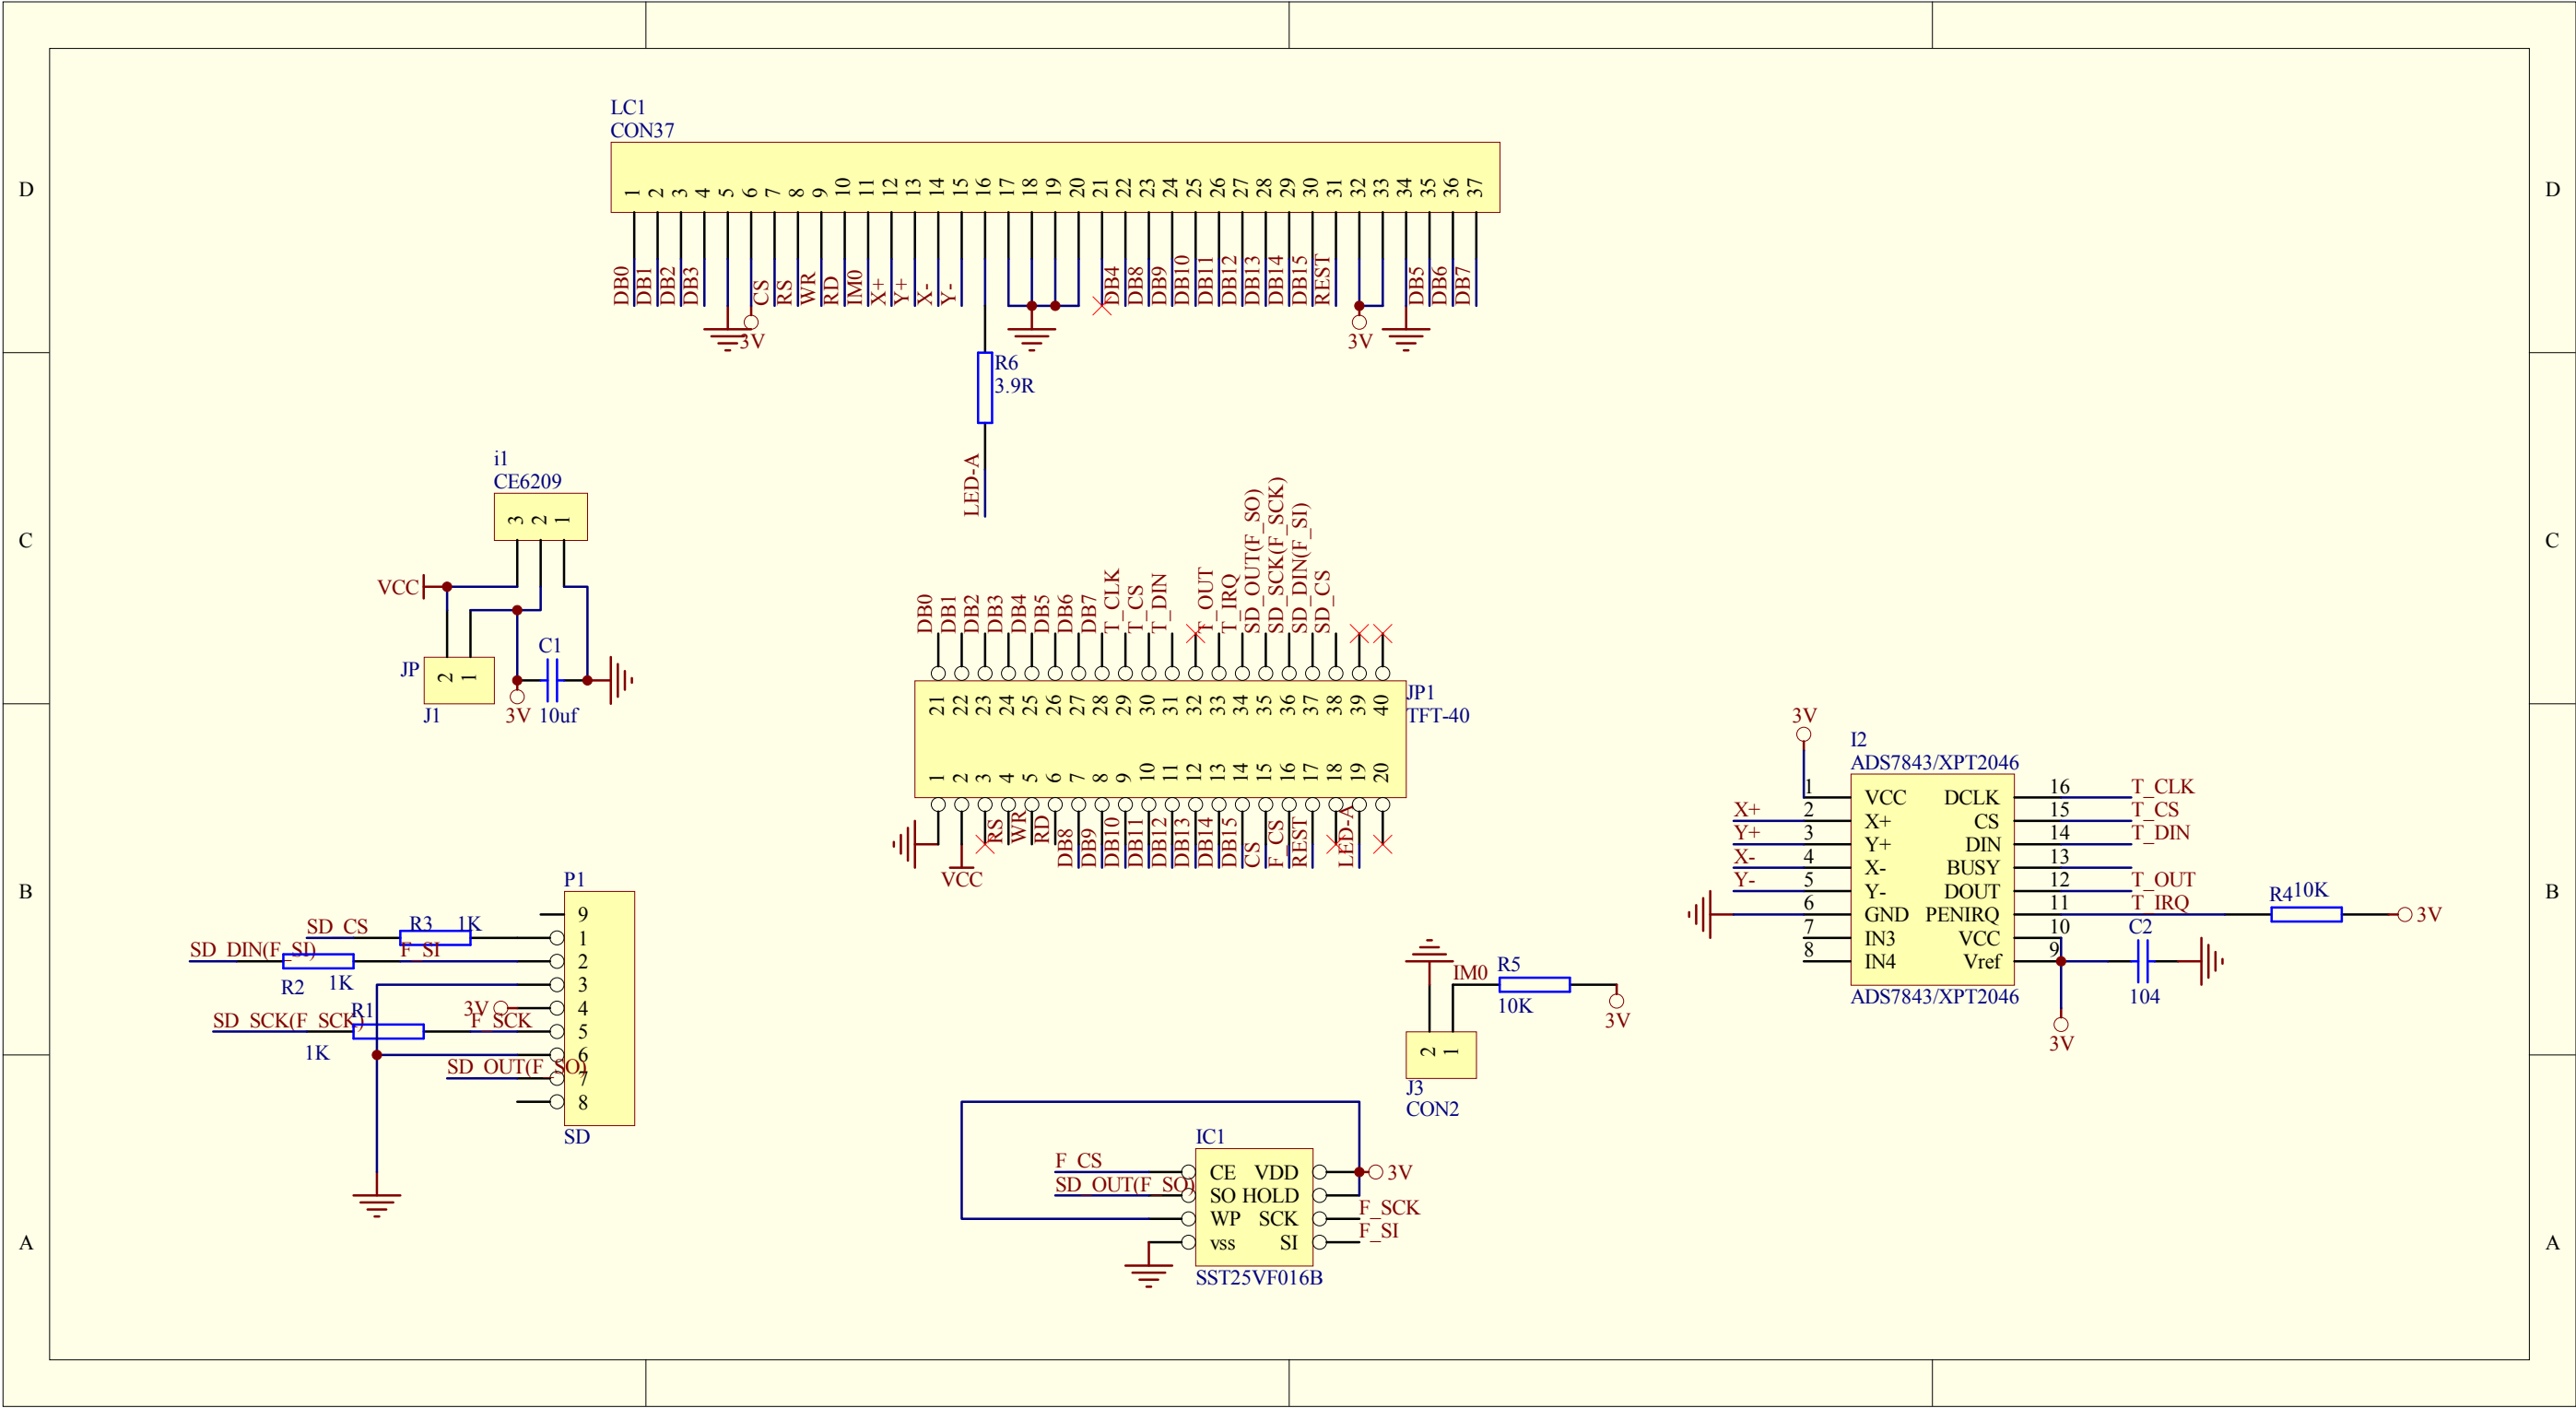 LC1
CON37
D
D
1 2 3 4 5 6 7 8 9 10 11 12 13 14 15 16 17 18 19 20 21 22 23 24 25 26 27 28 29 30 31 32 33 34 35 36 37
DB0 DB1 DB2 DB3 CS RS WR RD IM0 X+ Y+ X- Y- DB4 DB8 DB9 DB10 DB11 DB12 DB13 DB14 DB15 REST DB5 DB6 DB7
3V
3V
R6
3.9R
LED-A
i1
CE6209
3 2 1
C
C
VCC
JP
2 1
J1
C1
3V
10uf
DB0 DB1 DB2 DB3 DB4 DB5 DB6 DB7 T_CLK T_CS T_DIN T_OUT T_IRQ SD_OUT(F_SO) SD_SCK(F_SCK) SD_DIN(F_SI) SD_CS
21 22 23 24 25 26 27 28 29 30 31 32 33 34 35 36 37 38 39 40
JP1
TFT-40
1 2 3 4 5 6 7 8 9 10 11 12 13 14 15 16 17 18 19 20
RS WR RD DB8 DB9 DB10 DB11 DB12 DB13 DB14 DB15 CS F_CS REST LED-A
VCC
3V
I2
ADS7843/XPT2046
1 VCC DCLK 16 T_CLK
X+ 2 X+ CS 15 T_CS
Y+ 3 Y+ DIN 14 T_DIN
X- 4 X- BUSY 13
Y- 5 Y- DOUT 12 T_OUT
6 GND PENIRQ 11 T_IRQ
R4 10K
3V
7 IN3 VCC 10
8 IN4 Vref 9
ADS7843/XPT2046
C2
104
3V
B
B
P1
9
SD_CS R3 1K 1
SD_DIN(F_SI) F_SI 2
R2 1K
3
3V 4
SD_SCK(F_SCK) R1 F_SCK 5
1K
6
SD_OUT(F_SO) 7
8
SD
IM0
R5
10K
3V
2 1
J3
CON2
IC1
F_CS CE VDD 3V
SD_OUT(F_SO) SO HOLD
WP SCK F_SCK
vss SI F_SI
SST25VF016B
A
A